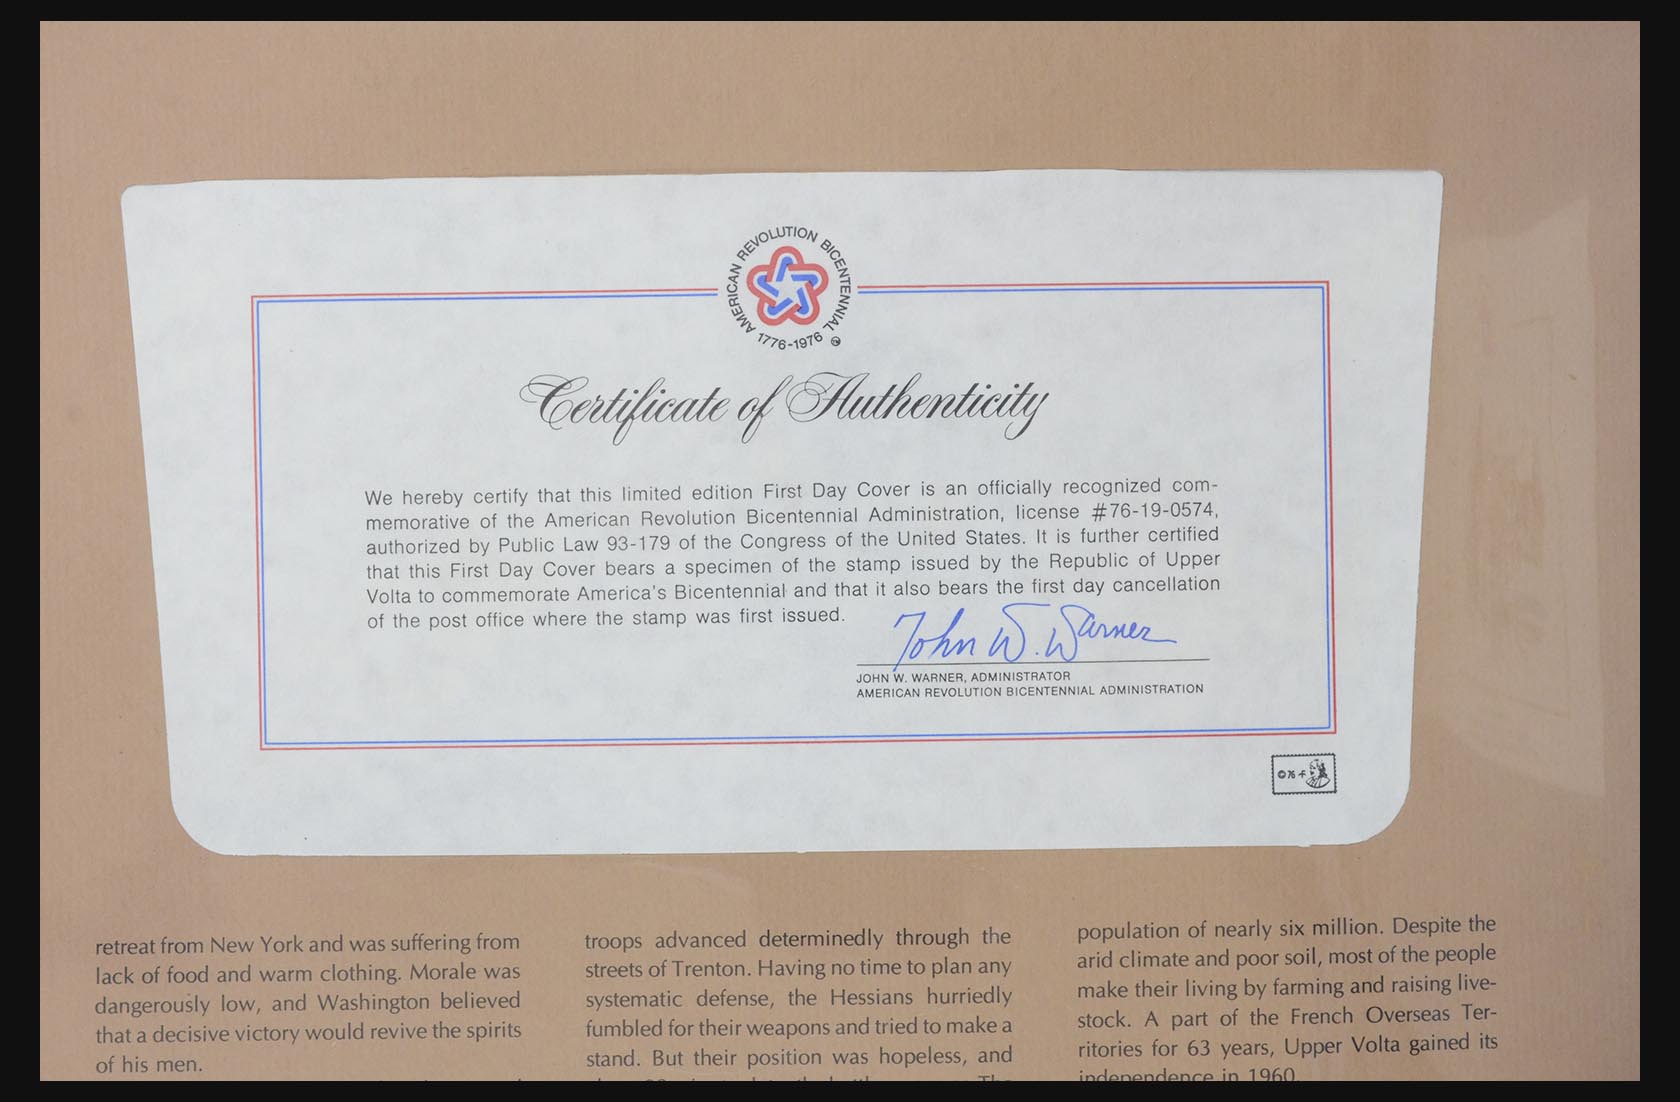 AMERICAN REVOLUTION BICENTENNIAL
1776-1976
Certificate of Authenticity
We hereby certify that this limited edition First Day Cover is an officially recognized com-
memorative of the American Revolution Bicentennial Administration, license #76-19-0574,
authorized by Public Law 93-179 of the Congress of the United States. It is further certified
that this First Day Cover bears a specimen of the stamp issued by the Republic of Upper
Volta to commemorate America's Bicentennial and that it also bears the first day cancellation
of the post office where the stamp was first issued.
John W. Warner
JOHN W. WARNER, ADMINISTRATOR
AMERICAN REVOLUTION BICENTENNIAL ADMINISTRATION
©76
retreat from New York and was suffering from
lack of food and warm clothing. Morale was
dangerously low, and Washington believed
that a decisive victory would revive the spirits
of his men.
troops advanced determinedly through the
streets of Trenton. Having no time to plan any
systematic defense, the Hessians hurriedly
fumbled for their weapons and tried to make a
stand. But their position was hopeless, and
population of nearly six million. Despite the
arid climate and poor soil, most of the people
make their living by farming and raising live-
stock. A part of the French Overseas Ter-
ritories for 63 years, Upper Volta gained its
independence in 1960.